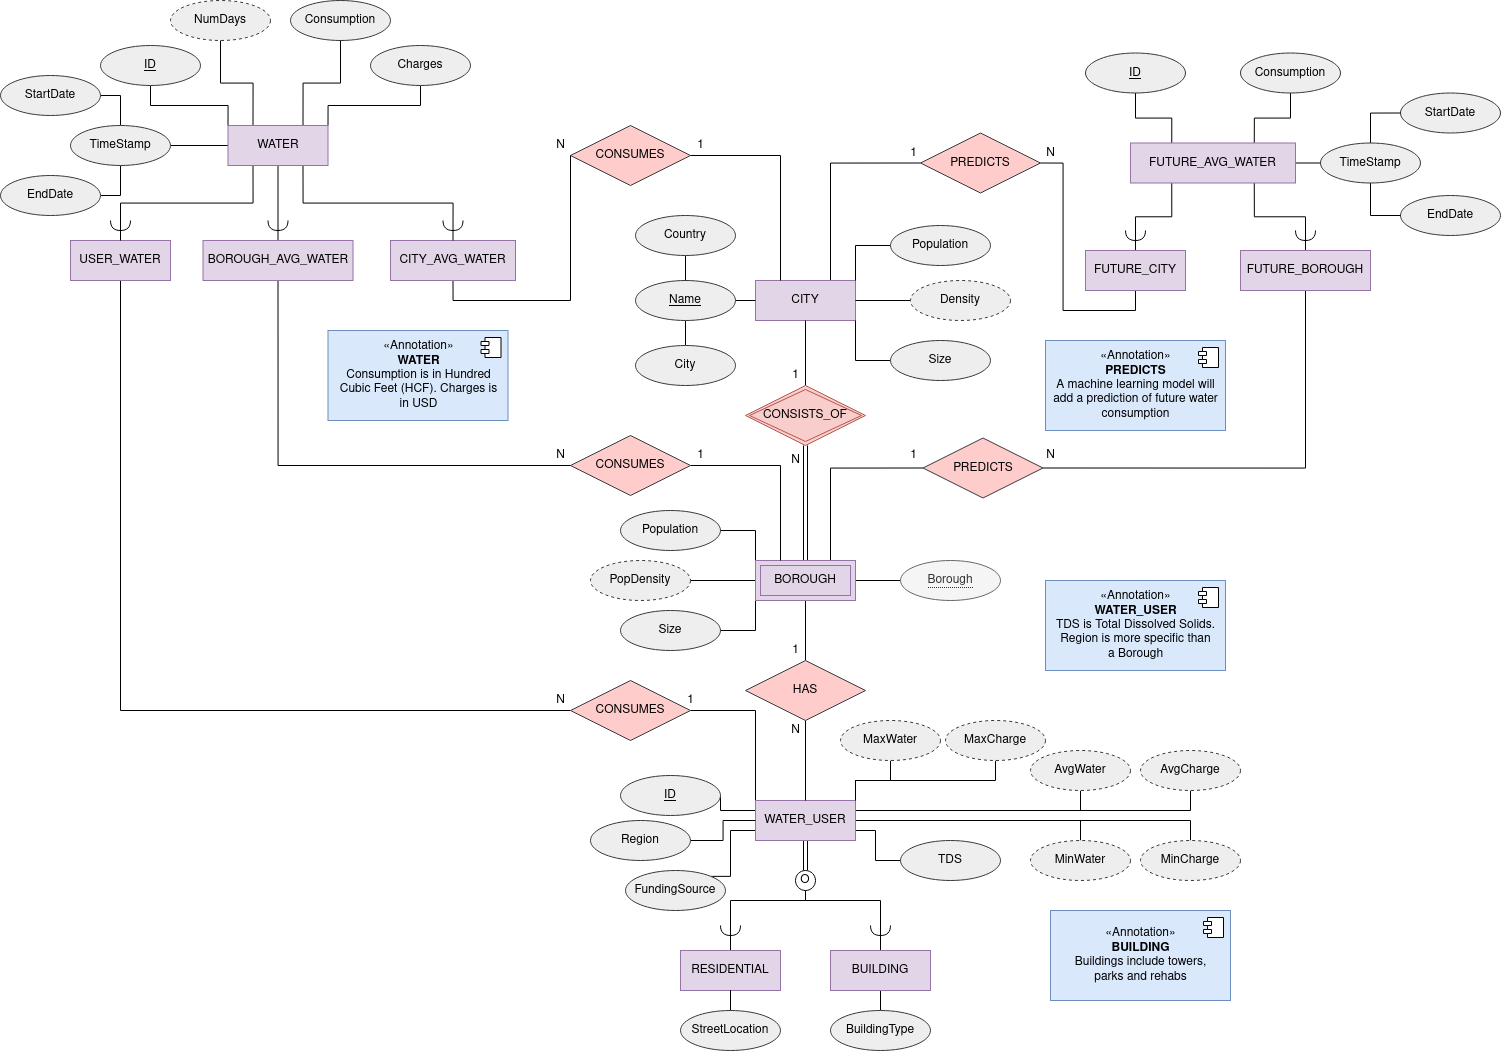 NumDays
Consumption
ID
Charges
StartDate
TimeStamp
WATER
EndDate
USER_WATER
BOROUGH_AVG_WATER
CITY_AVG_WATER
N
CONSUMES
1
1
PREDICTS
N
ID
Consumption
StartDate
FUTURE_AVG_WATER
TimeStamp
EndDate
FUTURE_CITY
FUTURE_BOROUGH
Country
Name
City
CITY
Population
Density
Size
«Annotation»
WATER
Consumption is in Hundred
Cubic Feet (HCF). Charges is
in USD
«Annotation»
PREDICTS
A machine learning model will
add a prediction of future water
consumption
1
CONSISTS_OF
N
N
CONSUMES
1
1
PREDICTS
N
Population
PopDensity
Size
BOROUGH
Borough
«Annotation»
WATER_USER
TDS is Total Dissolved Solids.
Region is more specific than
a Borough
1
HAS
N
N
CONSUMES
1
MaxWater
MaxCharge
AvgWater
AvgCharge
ID
Region
FundingSource
WATER_USER
TDS
MinWater
MinCharge
O
RESIDENTIAL
BUILDING
StreetLocation
BuildingType
«Annotation»
BUILDING
Buildings include towers,
parks and rehabs